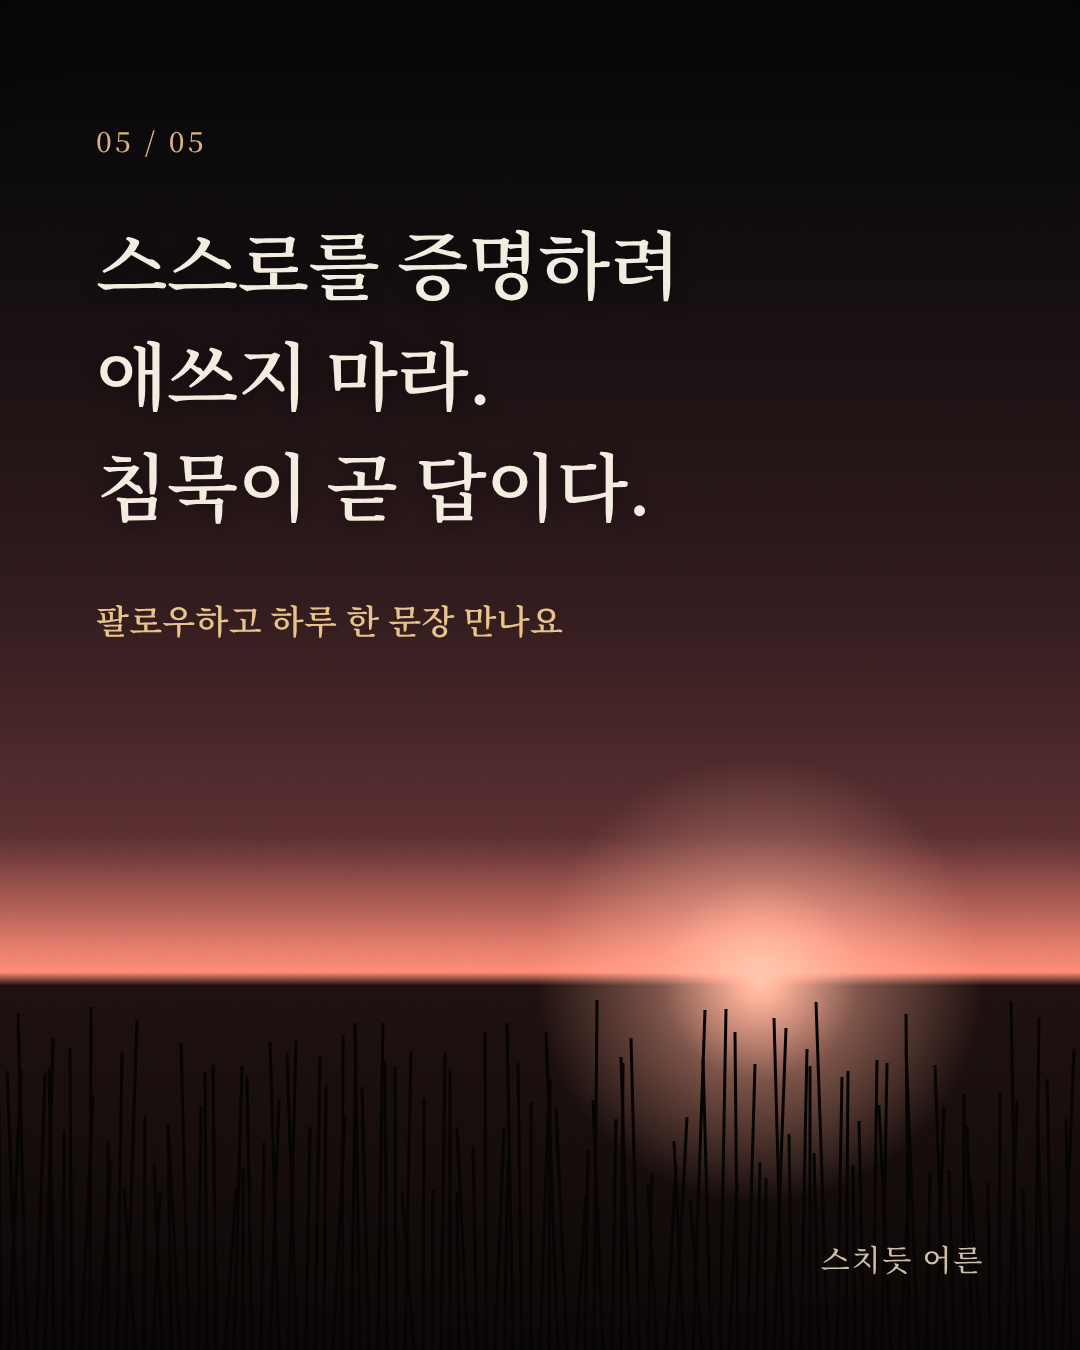 05 / 05
스스로를 증명하려
애쓰지 마라.
침묵이 곧 답이다.
팔로우하고 하루 한 문장 만나요
스치듯 어른